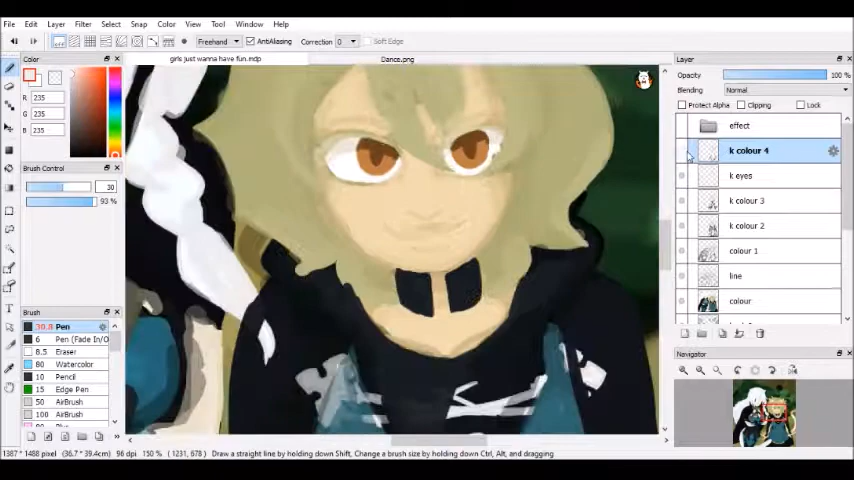 File Edit Layer Filter Select Snap Color View Tool Window Help
off Freehand AntiAliasing Correction 0 Soft Edge
girls just wanna have fun.mdp Dance.png
Color
R 235
G 235
B 235
Brush Control
30
93 %
Brush
30.8 Pen
6 Pen (Fade In/O
8.5 Eraser
80 Watercolor
10 Pencil
15 Edge Pen
50 AirBrush
100 AirBrush
Layer
Opacity 100 %
Blending Normal
Protect Alpha Clipping Lock
effect
k colour 4
k eyes
k colour 3
k colour 2
colour 1
line
colour
Navigator
1387 * 1488 pixel (36.7 * 39.4cm) 96 dpi 150 % ( 1231, 678 ) Draw a straight line by holding down Shift, Change a brush size by holding down Ctrl, Alt, and dragging